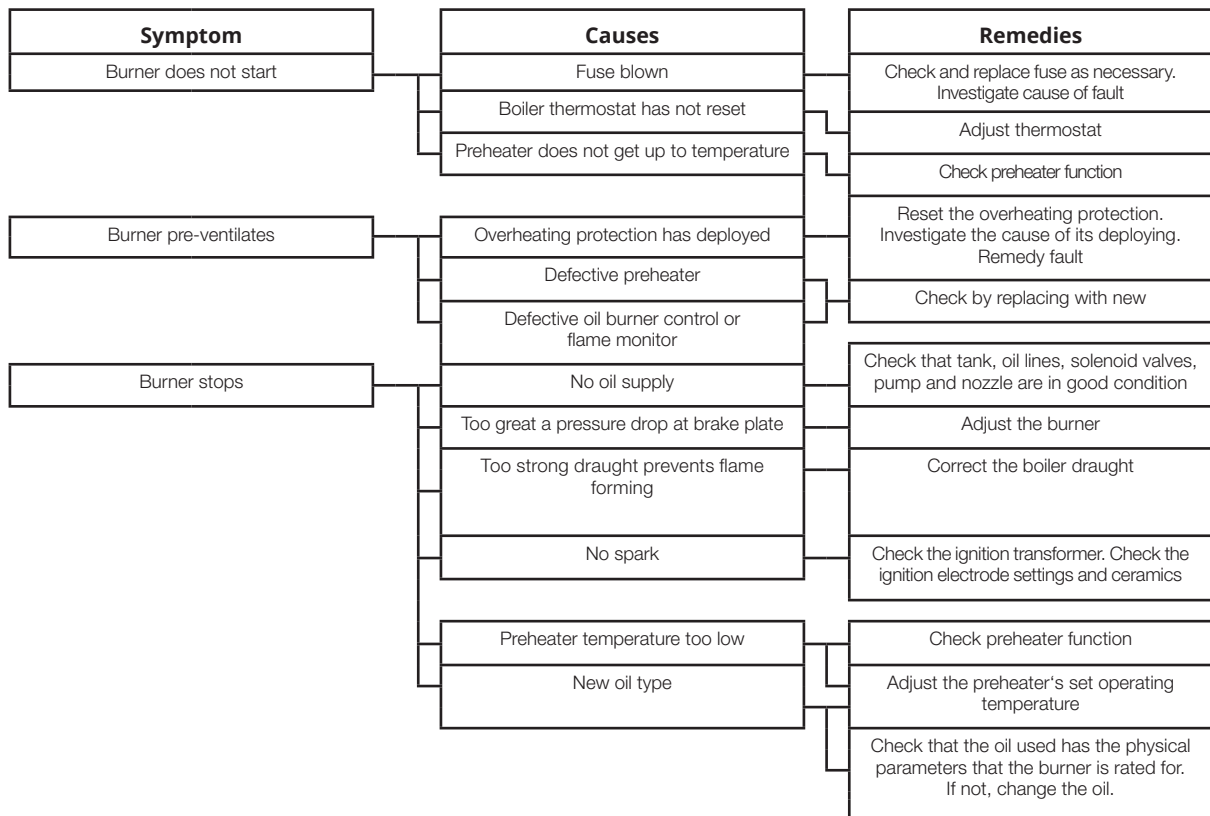 Symptom
Causes
Remedies
Burner does not start
Fuse blown
Check and replace fuse as necessary.
Investigate cause of fault
Boiler thermostat has not reset
Adjust thermostat
Preheater does not get up to temperature
Check preheater function
Burner pre-ventilates
Overheating protection has deployed
Reset the overheating protection.
Investigate the cause of its deploying.
Remedy fault
Defective preheater
Check by replacing with new
Defective oil burner control or
flame monitor
Burner stops
No oil supply
Check that tank, oil lines, solenoid valves,
pump and nozzle are in good condition
Too great a pressure drop at brake plate
Adjust the burner
Too strong draught prevents flame
forming
Correct the boiler draught
No spark
Check the ignition transformer. Check the
ignition electrode settings and ceramics
Preheater temperature too low
Check preheater function
New oil type
Adjust the preheater‘s set operating
temperature
Check that the oil used has the physical
parameters that the burner is rated for.
If not, change the oil.